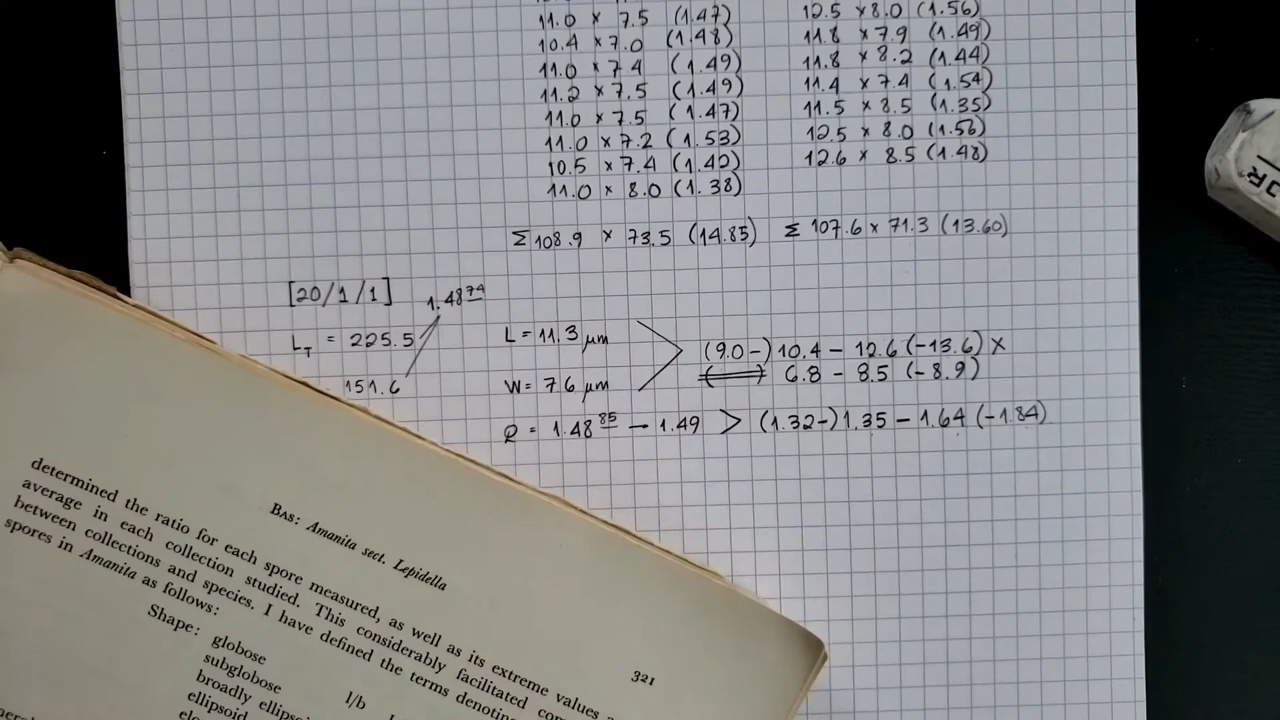 11.0 × 7.5 (1.47)
10.4 × 7.0 (1.48)
11.0 × 7.4 (1.49)
11.2 × 7.5 (1.49)
11.0 × 7.5 (1.47)
11.0 × 7.2 (1.53)
10.5 × 7.4 (1.42)
11.0 × 8.0 (1.38)
Σ 108.9 × 73.5 (14.85)
12.5 × 8.0 (1.56)
11.8 × 7.9 (1.49)
11.8 × 8.2 (1.44)
11.4 × 7.4 (1.54)
11.5 × 8.5 (1.35)
12.5 × 8.0 (1.56)
12.6 × 8.5 (1.48)
Σ 107.6 × 71.3 (13.60)
[20/1/1]
1.4874
L_T = 225.5
151.6
L = 11.3 μm
W = 7.6 μm
(9.0-) 10.4 - 12.6 (-13.6) ×
6.8 - 8.5 (-8.9)
Q = 1.48 85 - 1.49 > (1.32-) 1.35 - 1.64 (-1.84)
BAS: Amanita sect. Lepidella
321
determined the ratio for each spore measured, as well as its extreme values
average in each collection studied. This considerably facilitated
between collections and species. I have defined the terms
spores in Amanita as follows:
Shape: globose
l/b
subglobose
broadly
ellipsoid